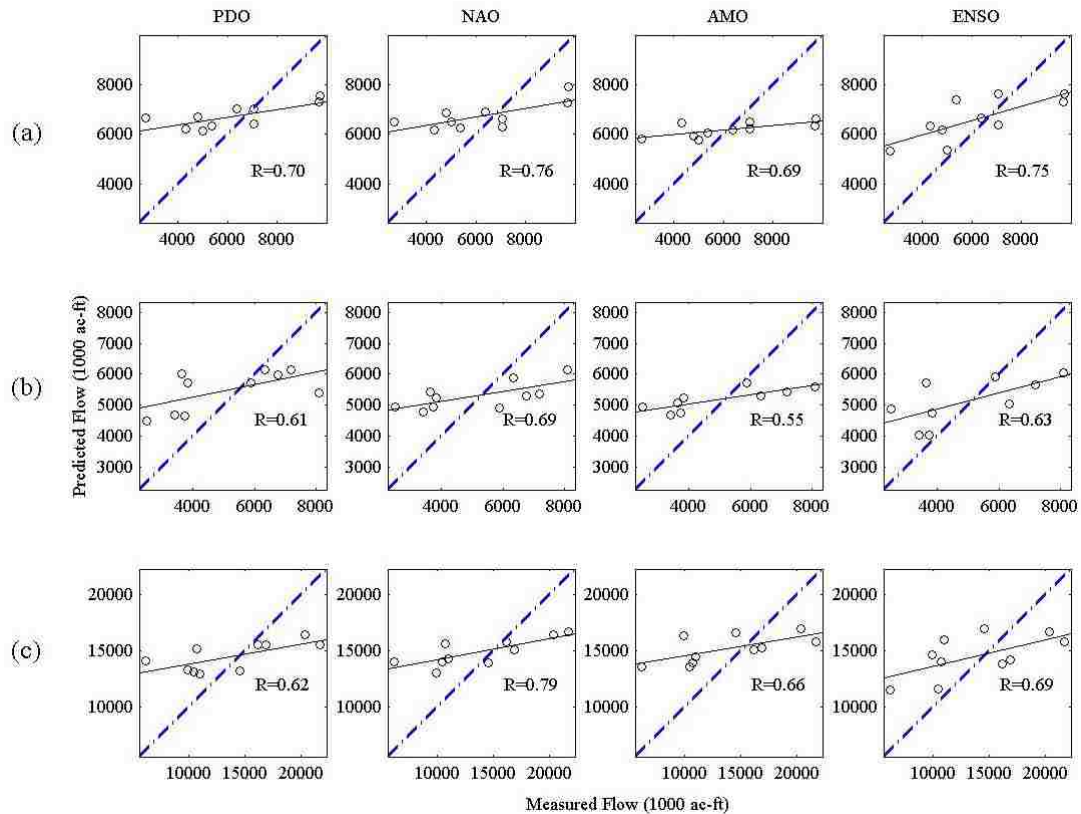 PDO NAO AMO ENSO
(a)
8000 8000 8000 8000
6000 6000 6000 6000
4000 4000 4000 4000
R=0.70 R=0.76 R=0.69 R=0.75
4000 6000 8000 4000 6000 8000 4000 6000 8000 4000 6000 8000
(b)
Predicted Flow (1000 ac-ft)
8000 8000 8000 8000
7000 7000 7000 7000
6000 6000 6000 6000
5000 5000 5000 5000
4000 4000 4000 4000
3000 3000 3000 3000
R=0.61 R=0.69 R=0.55 R=0.63
4000 6000 8000 4000 6000 8000 4000 6000 8000 4000 6000 8000
(c)
20000 20000 20000 20000
15000 15000 15000 15000
10000 10000 10000 10000
R=0.62 R=0.79 R=0.66 R=0.69
10000 15000 20000 10000 15000 20000 10000 15000 20000 10000 15000 20000
Measured Flow (1000 ac-ft)